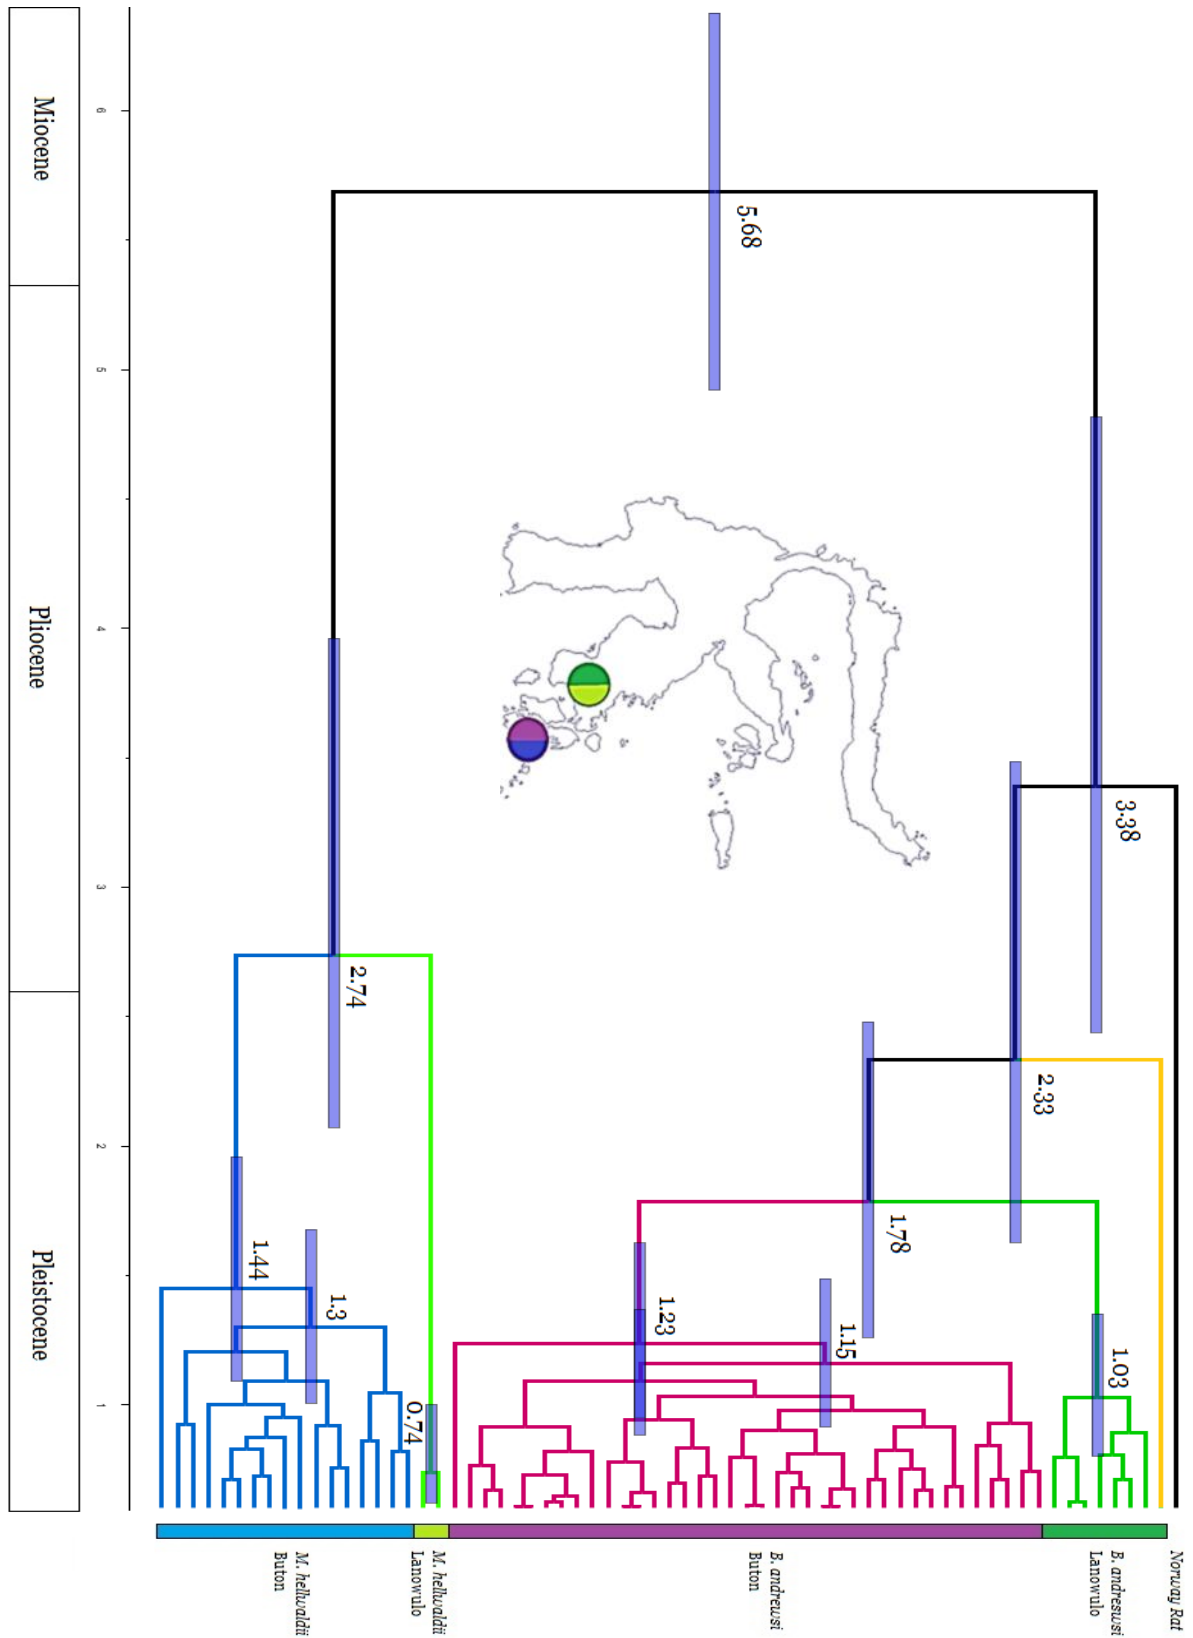 Miocene
Pliocene
Pleistocene
6
5
4
3
2
1
5.68
3.38
2.74
2.33
1.78
1.44
1.3
1.23
1.15
1.03
0.74
Norway Rat
B. andreswsi
Lanowulo
B. andrewsi
Buton
M. hellwaldii
Lanowulo
M. hellwaldii
Buton